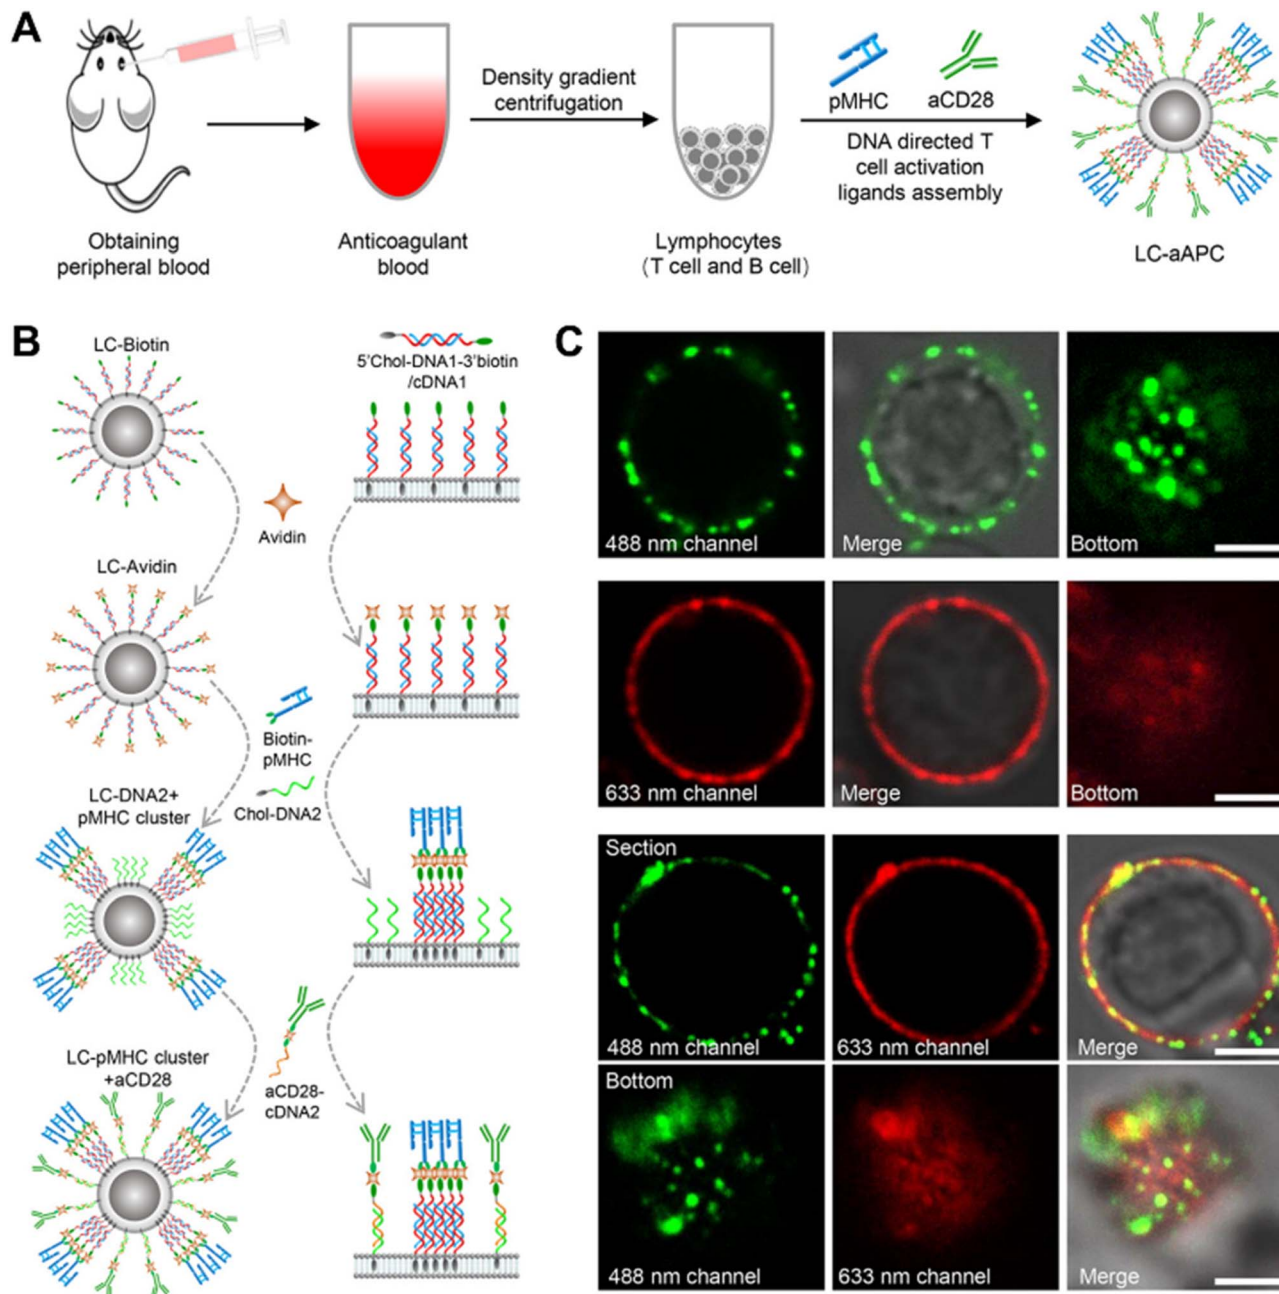 A
Density gradient
centrifugation
pMHC
aCD28
DNA directed T
cell activation
ligands assembly
Obtaining
peripheral blood
Anticoagulant
blood
Lymphocytes
(T cell and B cell)
LC-aAPC
B
LC-Biotin
5'Chol-DNA1-3'biotin
/cDNA1
Avidin
LC-Avidin
Biotin-
pMHC
Chol-DNA2
LC-DNA2+
pMHC cluster
aCD28-
cDNA2
LC-pMHC cluster
+aCD28
C
488 nm channel
Merge
Bottom
633 nm channel
Merge
Bottom
Section
488 nm channel
633 nm channel
Merge
Bottom
488 nm channel
633 nm channel
Merge